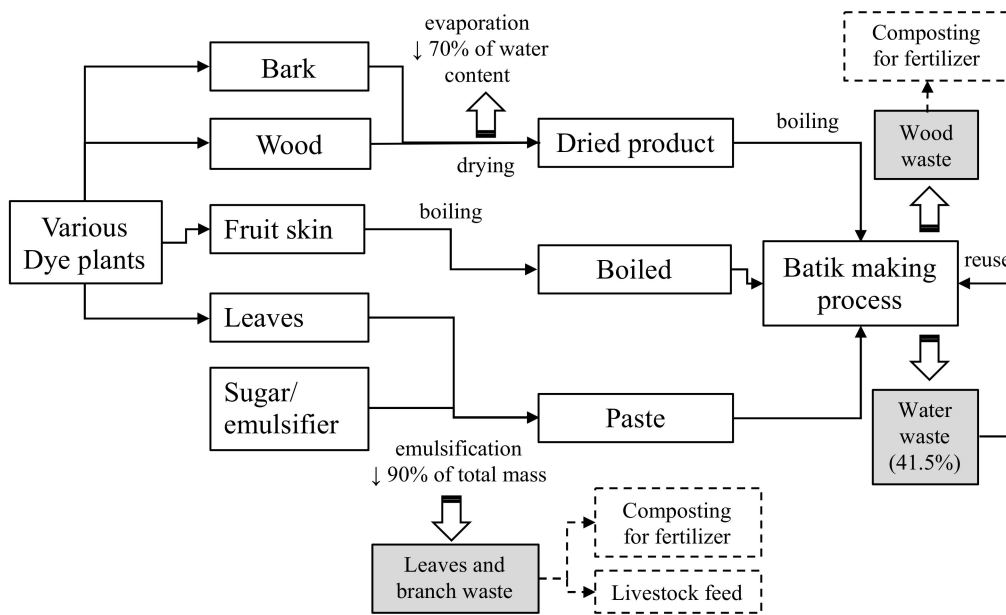 evaporation
↓ 70% of water
content
Composting
for fertilizer
Bark
Wood
drying
Dried product
boiling
Wood
waste
Various
Dye plants
Fruit skin
boiling
Boiled
Batik making
process
reuse
Leaves
Sugar/
emulsifier
Paste
Water
waste
(41.5%)
emulsification
↓ 90% of total mass
Composting
for fertilizer
Leaves and
branch waste
Livestock feed